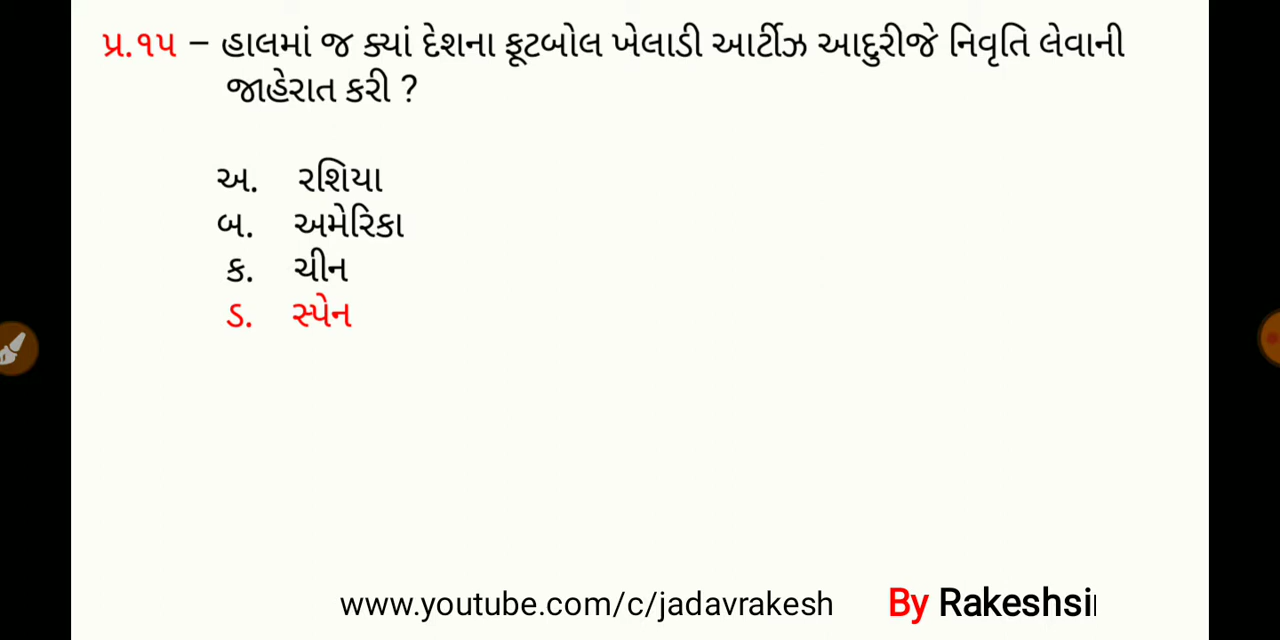 પ્ર.૧૫ – હાલમાં જ ક્યાં દેશના ફૂટબોલ ખેલાડી આર્ટીઝ આદુરીજે નિવૃતિ લેવાની
જાહેરાત કરી ?
અ. રશિયા
બ. અમેરિકા
ક. ચીન
ડ. સ્પેન
www.youtube.com/c/jadavrakesh By Rakeshsi